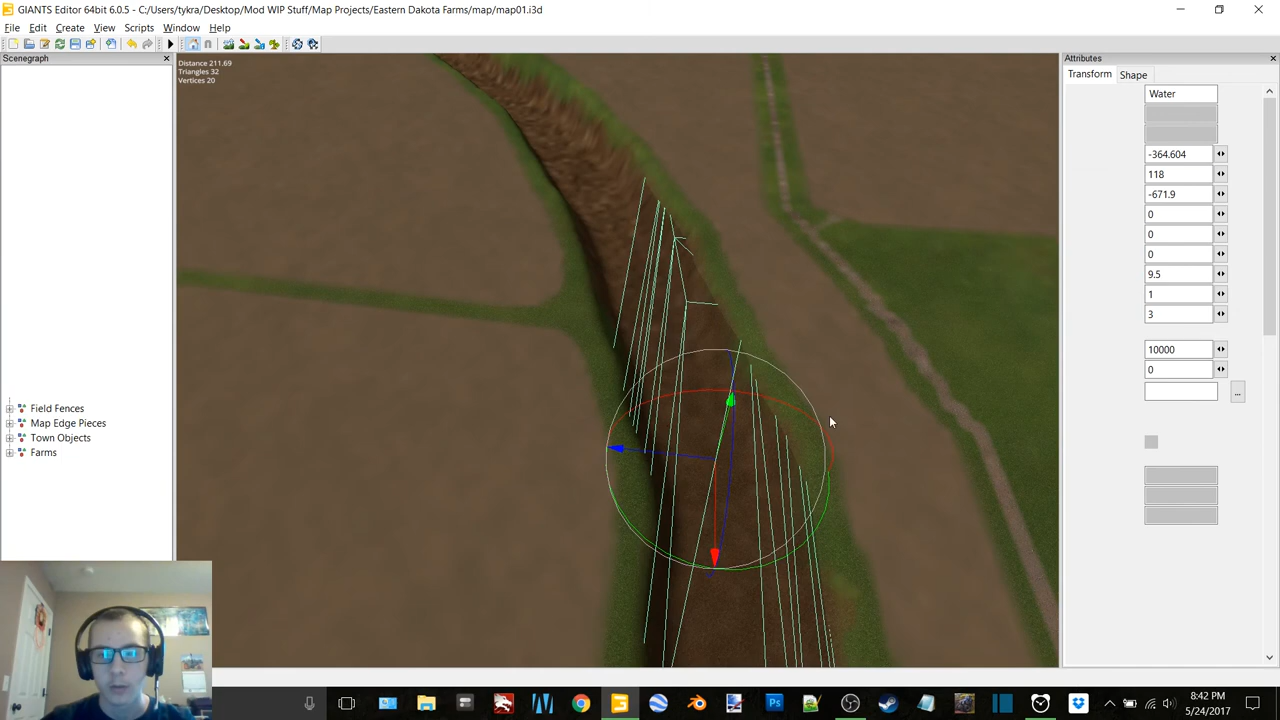 GIANTS Editor 64bit 6.0.5 - C:/Users/tykra/Desktop/Mod WIP Stuff/Map Projects/Eastern Dakota Farms/map/map01.i3d
File Edit Create View Scripts Window Help
Scenegraph
Distance 211.69
Triangles 32
Vertices 20
Field Fences
Map Edge Pieces
Town Objects
Farms
Attributes
Transform Shape
Water
-364.604
118
-671.9
0
0
0
9.5
1
3
10000
0
...
8:42 PM
5/24/2017